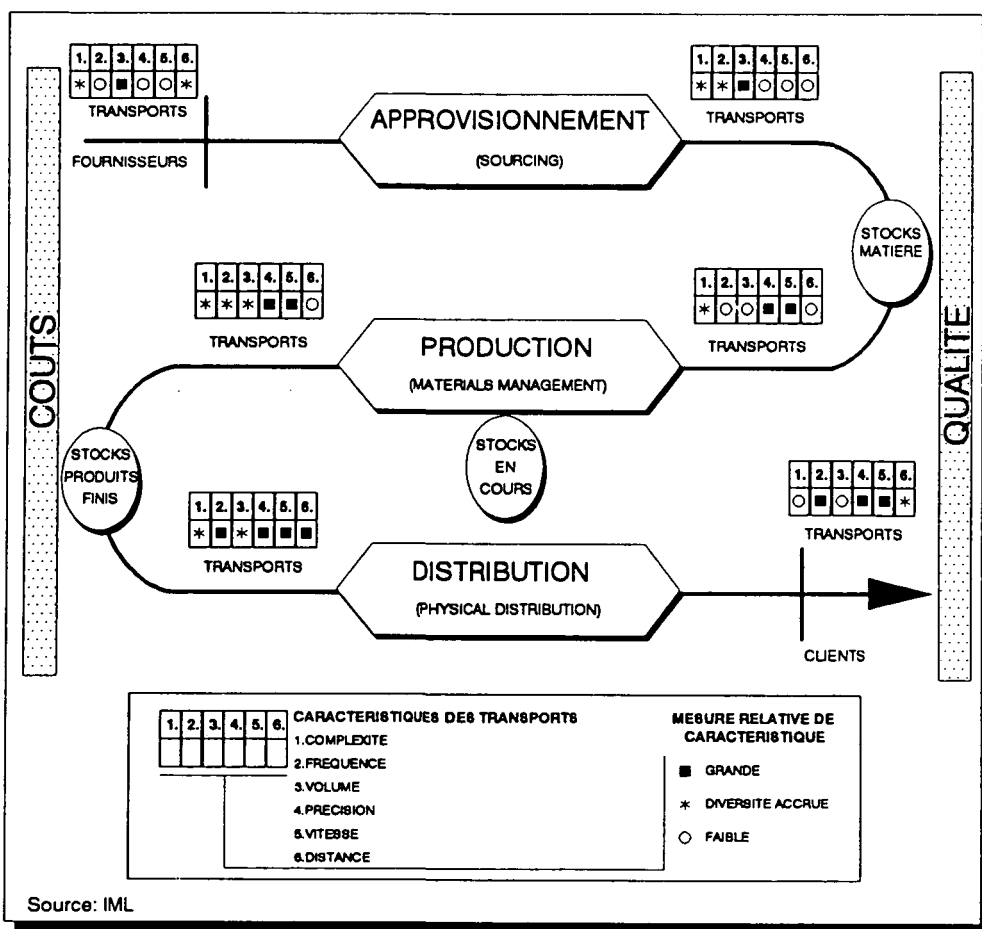 1. 2. 3. 4. 5. 6.
* ○ ■ ○ ○ *
TRANSPORTS
FOURNISSEURS
APPROVISIONNEMENT
(SOURCING)
1. 2. 3. 4. 5. 6.
* * ■ ○ ○ ○
TRANSPORTS
STOCKS
MATIERE
COUTS
QUALITE
1. 2. 3. 4. 5. 6.
* * * ■ ■ ○
TRANSPORTS
PRODUCTION
(MATERIALS MANAGEMENT)
1. 2. 3. 4. 5. 6.
* ○ ○ ■ ■ ○
TRANSPORTS
STOCKS
PRODUITS
FINIS
STOCKS
EN
COURS
1. 2. 3. 4. 5. 6.
* ■ * ■ ■ ■
TRANSPORTS
DISTRIBUTION
(PHYSICAL DISTRIBUTION)
1. 2. 3. 4. 5. 6.
○ ■ ○ ■ ■ *
TRANSPORTS
CLIENTS
1. 2. 3. 4. 5. 6.
CARACTERISTIQUES DES TRANSPORTS
1.COMPLEXITE
2.FREQUENCE
3.VOLUME
4.PRECISION
5.VITESSE
6.DISTANCE
MESURE RELATIVE DE
CARACTERISTIQUE
■ GRANDE
* DIVERSITE ACCRUE
○ FAIBLE
Source: IML